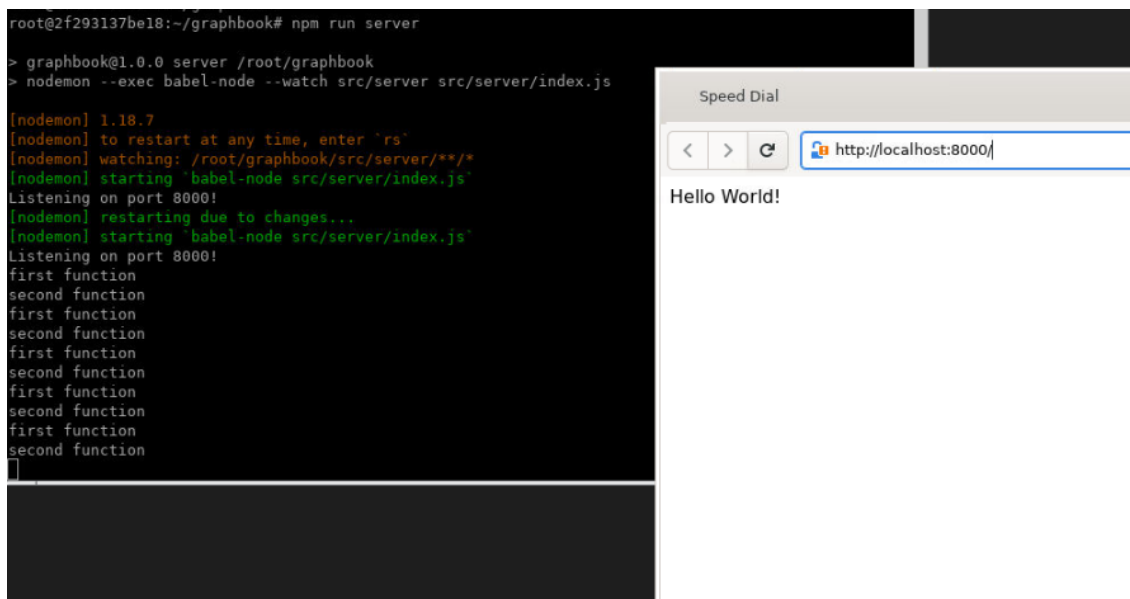 root@2f293137be18:~/graphbook# npm run server
> graphbook@1.0.0 server /root/graphbook
> nodemon --exec babel-node --watch src/server src/server/index.js
[nodemon] 1.18.7
[nodemon] to restart at any time, enter `rs`
[nodemon] watching: /root/graphbook/src/server/**/*
[nodemon] starting `babel-node src/server/index.js`
Listening on port 8000!
[nodemon] restarting due to changes...
[nodemon] starting `babel-node src/server/index.js`
Listening on port 8000!
first function
second function
first function
second function
first function
second function
first function
second function
first function
second function
Speed Dial
http://localhost:8000/
Hello World!